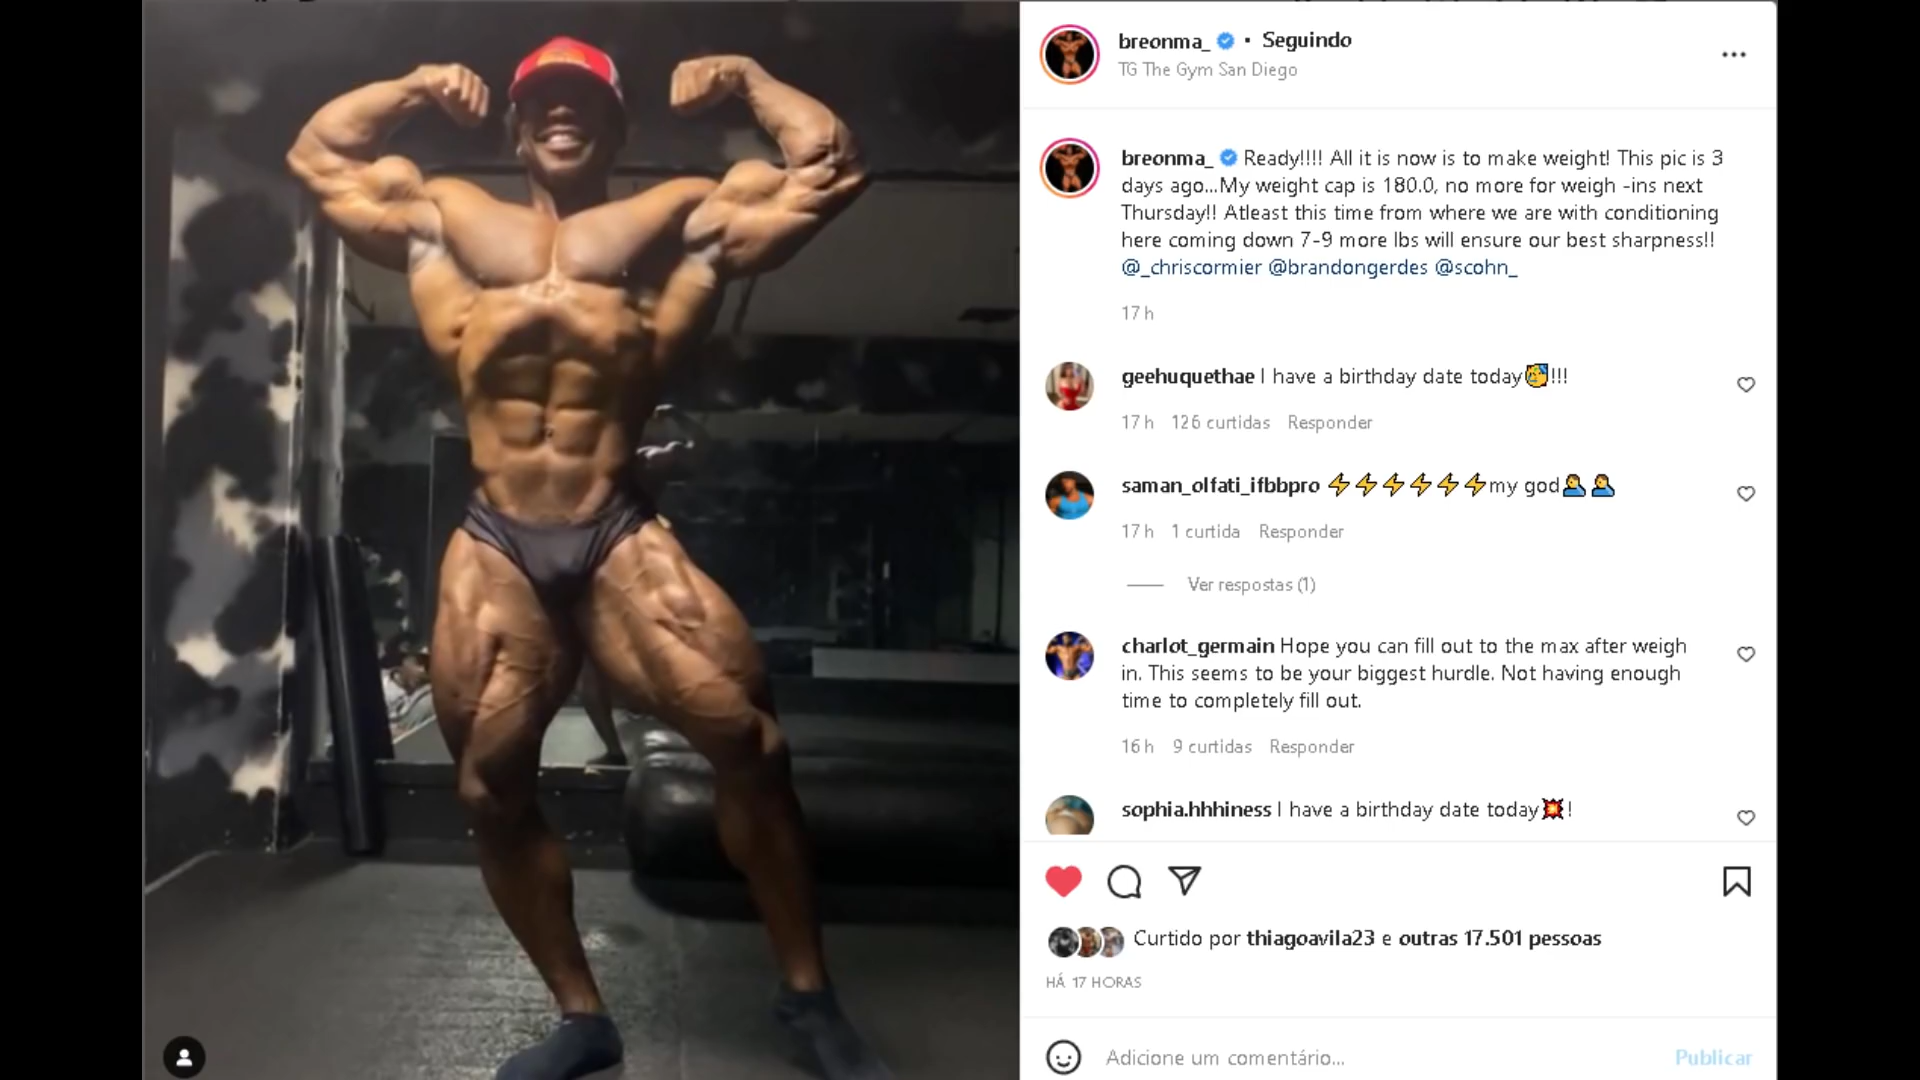 breonma_ • Seguindo
TG The Gym San Diego
breonma_ Ready!!!! All it is now is to make weight! This pic is 3
days ago...My weight cap is 180.0, no more for weigh -ins next
Thursday!! Atleast this time from where we are with conditioning
here coming down 7-9 more lbs will ensure our best sharpness!!
@_chriscormier @brandongerdes @scohn_
17 h
geehuquethae I have a birthday date today🥳!!!
17 h 126 curtidas Responder
saman_olfati_ifbbpro ⚡⚡⚡⚡⚡⚡my god🤦‍♂️🤦‍♂️
17 h 1 curtida Responder
Ver respostas (1)
charlot_germain Hope you can fill out to the max after weigh
in. This seems to be your biggest hurdle. Not having enough
time to completely fill out.
16 h 9 curtidas Responder
sophia.hhhiness I have a birthday date today💥!
Curtido por thiagoavila23 e outras 17.501 pessoas
HÁ 17 HORAS
Adicione um comentário... Publicar